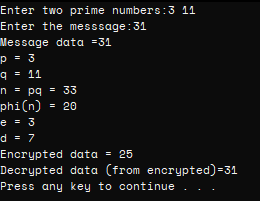 Enter two prime numbers:3 11
Enter the messsage:31
Message data =31
p = 3
q = 11
n = pq = 33
phi(n) = 20
e = 3
d = 7
Encrypted data = 25
Decrypted data (from encrypted)=31
Press any key to continue . . .